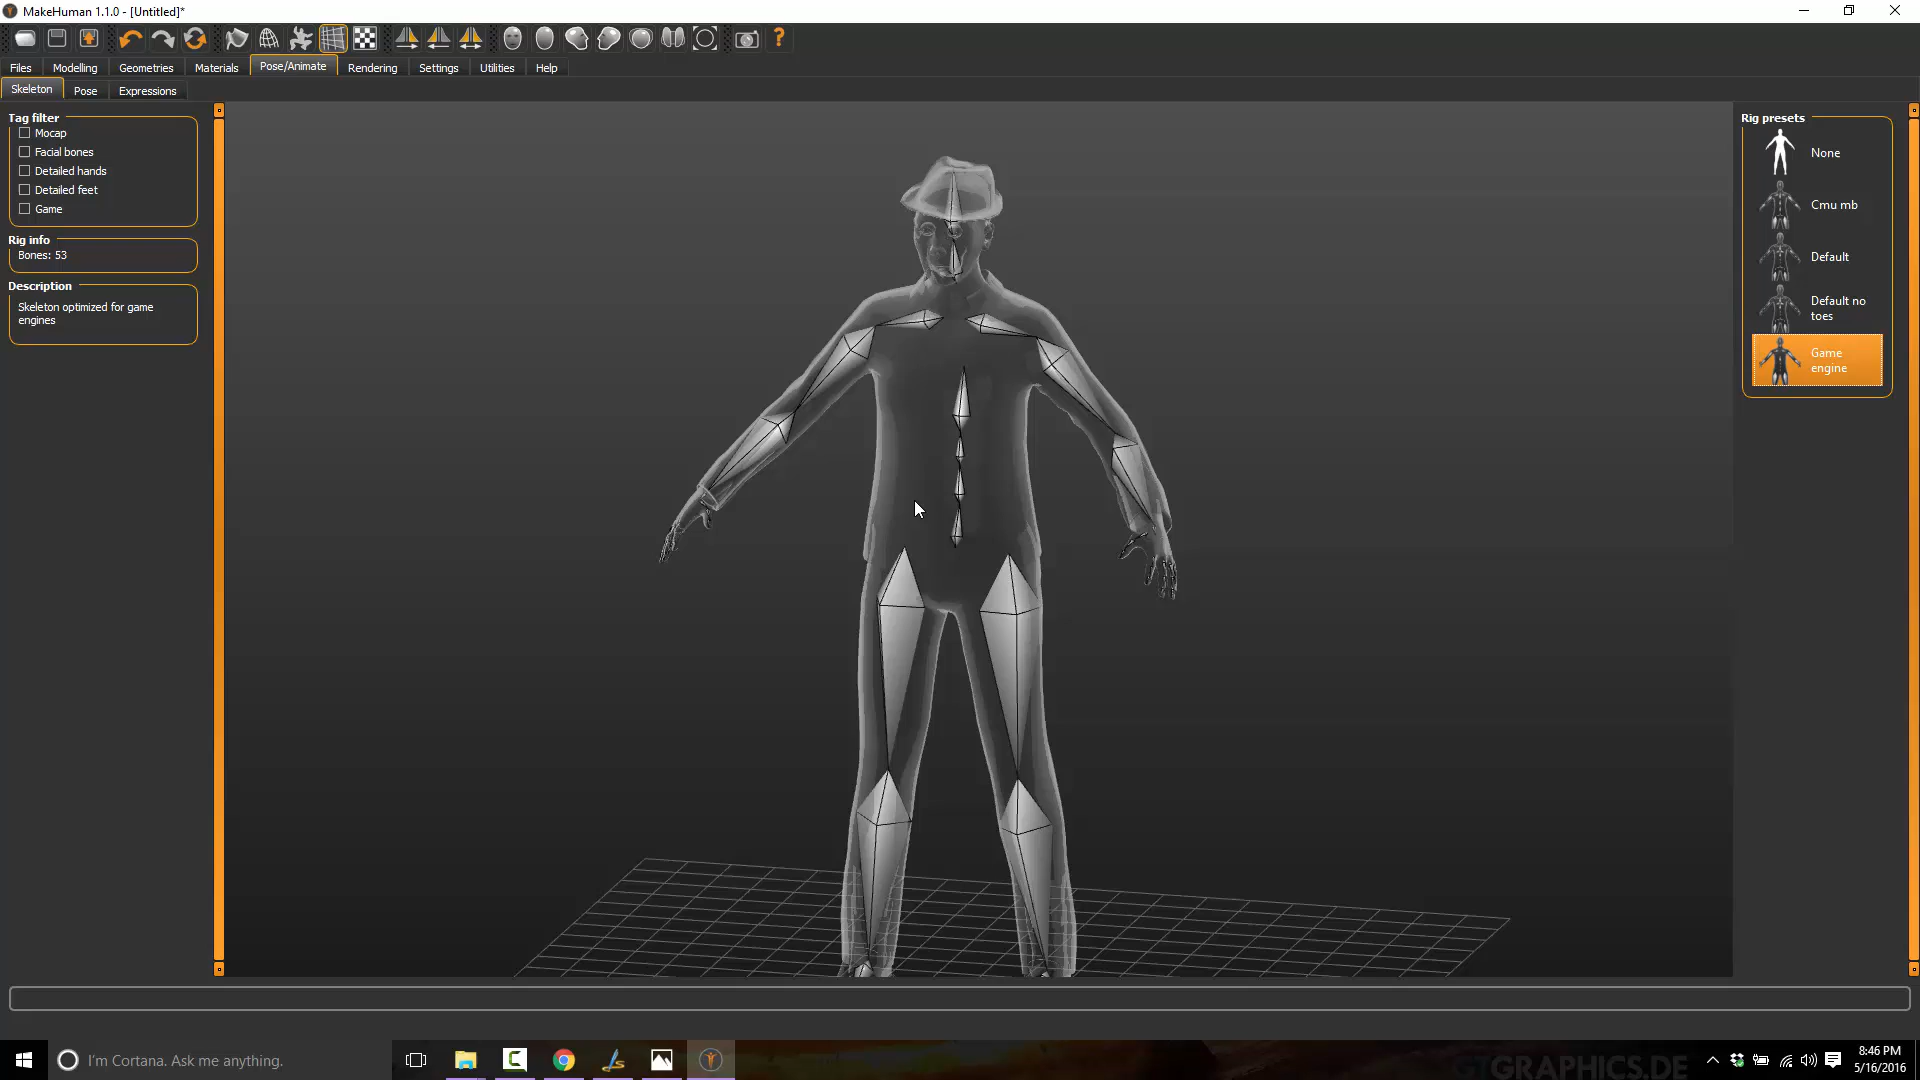 MakeHuman 1.1.0 - [Untitled]*
?
Files Modelling Geometries Materials Pose/Animate Rendering Settings Utilities Help
Skeleton Pose Expressions
Tag filter
Mocap
Facial bones
Detailed hands
Detailed feet
Game
Rig info
Bones: 53
Description
Skeleton optimized for game
engines
Rig presets
None
Cmu mb
Default
Default no
toes
Game
engine
I'm Cortana. Ask me anything.
GTGRAPHICS.DE
8:46 PM
5/16/2016